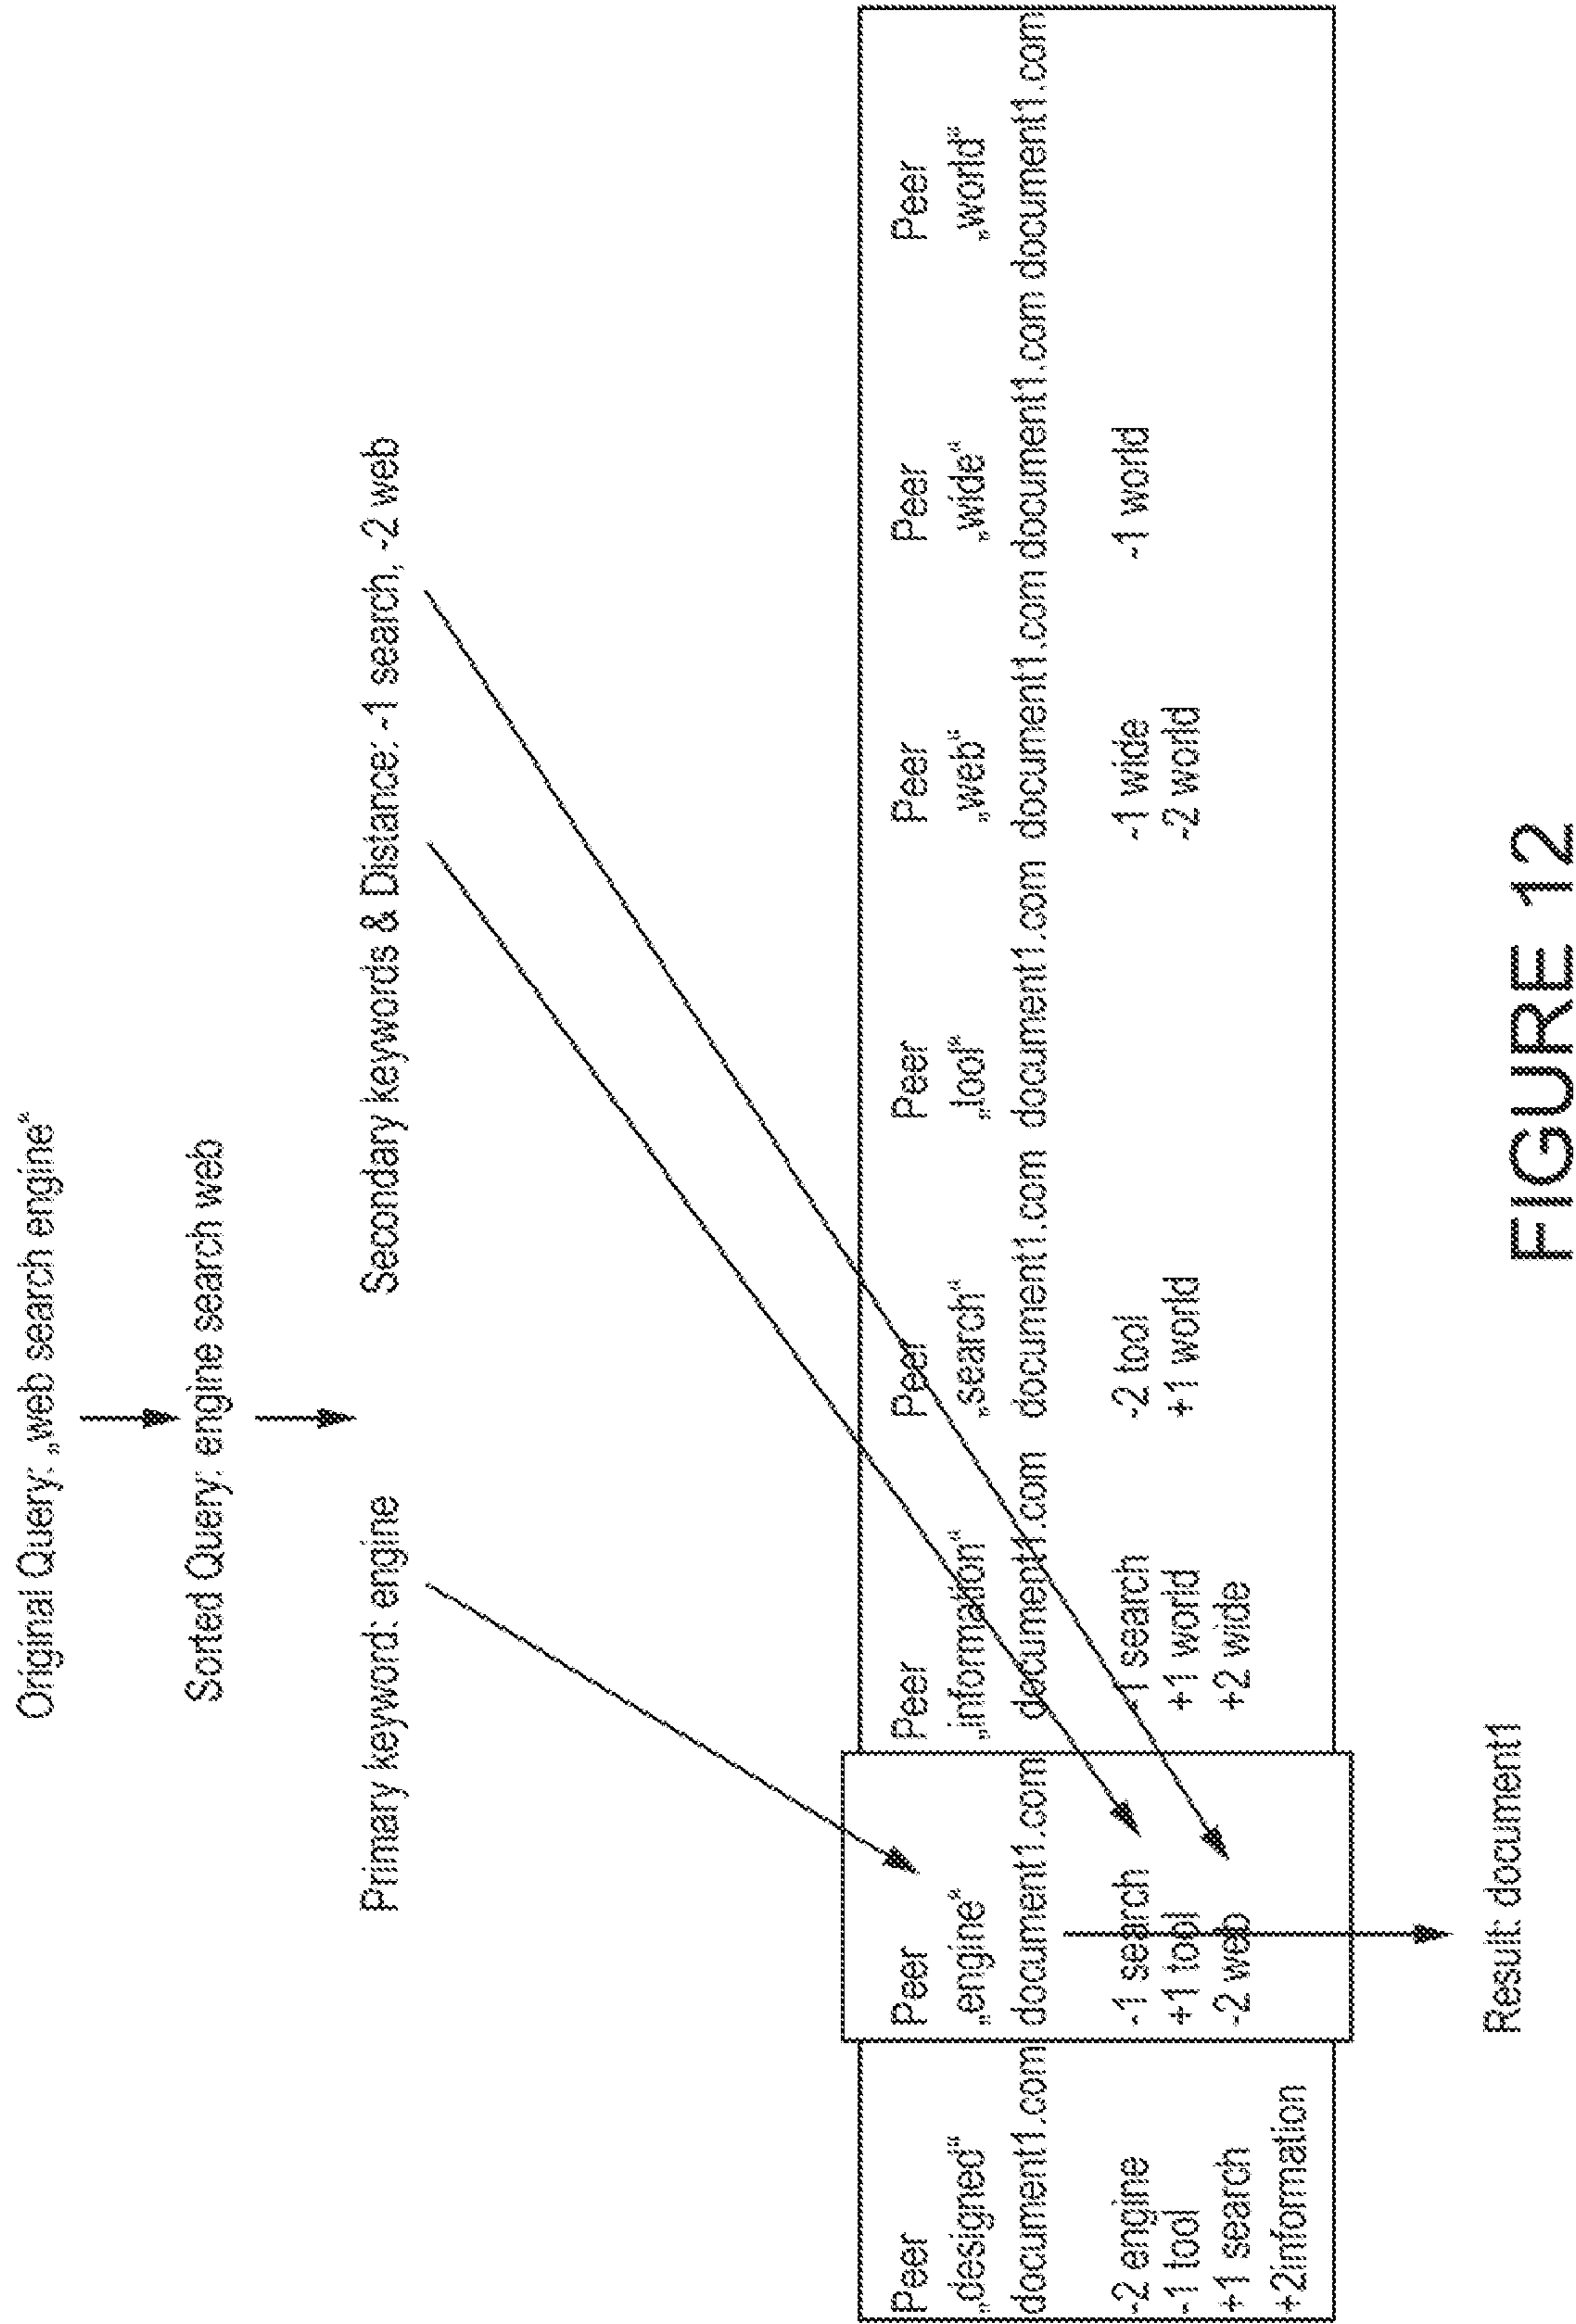 Original Query: „web search engine“
Sorted Query: engine search web
Primary keyword: engine
Secondary keywords & Distance: -1 search, -2 web
Peer
„designed“
document1.com
-2 engine
-1 tool
+1 search
+2information
Peer
„engine“
document1.com
-1 search
+1 tool
-2 web
Peer
„information“
document1.com
-1 search
+1 world
+2 wide
Peer
„search“
document1.com
-2 tool
+1 world
Peer
„tool“
document1.com
Peer
„web“
document1.com
-1 wide
-2 world
Peer
„wide“
document1.com
-1 world
Peer
„world“
document1.com
Result: document1
FIGURE 12